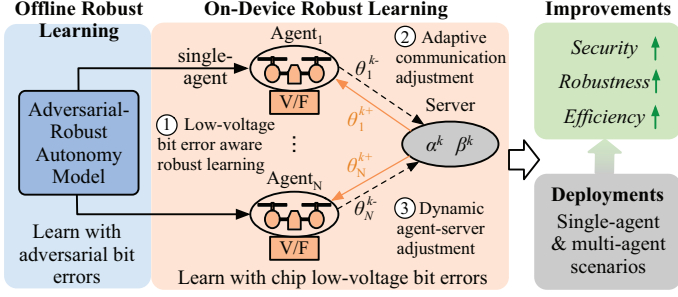 Offline Robust
Learning
Adversarial-
Robust
Autonomy
Model
Learn with
adversarial bit
errors
On-Device Robust Learning
single-
agent
Agent₁
V/F
① Low-voltage
bit error aware
robust learning
⋮
Agent_N
V/F
② Adaptive
communication
adjustment
θ₁ᵏ⁻
θ₁ᵏ⁺
Server
αᵏ βᵏ
θ_Nᵏ⁺
θ_Nᵏ⁻
③ Dynamic
agent-server
adjustment
Learn with chip low-voltage bit errors
Improvements
Security
Robustness
Efficiency
Deployments
Single-agent
& multi-agent
scenarios